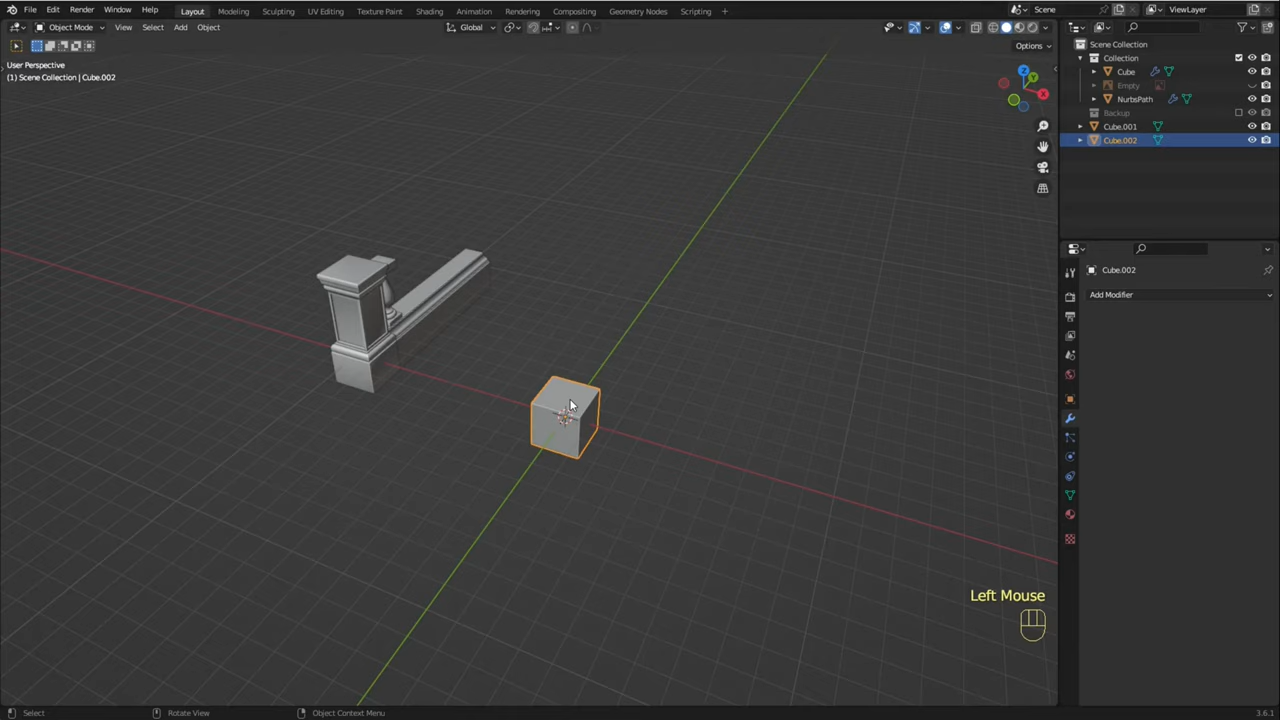 File Edit Render Window Help Layout Modeling Sculpting UV Editing Texture Paint Shading Animation Rendering Compositing Geometry Nodes Scripting + Scene ViewLayer
Object Mode View Select Add Object Global
Options
User Perspective
(1) Scene Collection | Cube.002
Z
Y
X
Scene Collection
Collection
Cube
Empty
NurbsPath
Backup
Cube.001
Cube.002
Cube.002
Add Modifier
Left Mouse
Select Rotate View Object Context Menu 3.6.1